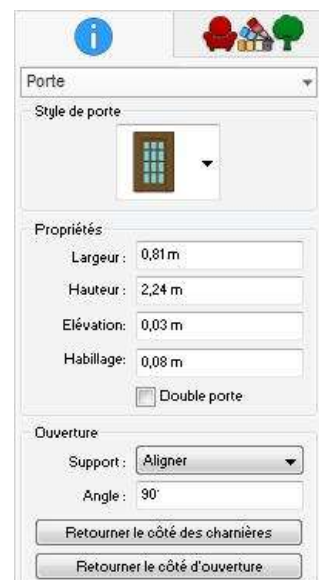 Porte
Style de porte
Propriétés
Largeur : 0,81 m
Hauteur : 2,24 m
Elévation: 0,03 m
Habillage: 0,08 m
Double porte
Ouverture
Support : Aligner
Angle : 90°
Retourner le côté des charnières
Retourner le côté d'ouverture